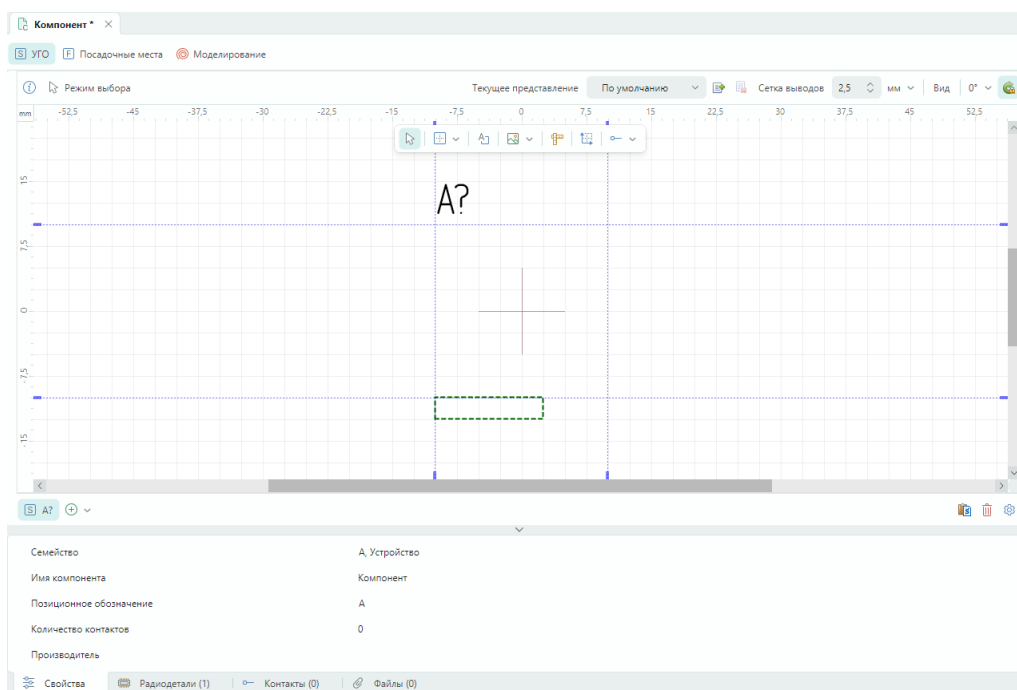 Компонент *
S УГО F Посадочные места Моделирование
Режим выбора Текущее представление По умолчанию Сетка выводов 2,5 мм Вид 0°
mm -52,5 -45 -37,5 -30 -22,5 -15 -7,5 0 7,5 15 22,5 30 37,5 45 52,5
15
A?
7,5
0
-7,5
-15
S A?
Семейство A, Устройство
Имя компонента Компонент
Позиционное обозначение A
Количество контактов 0
Производитель
Свойства Радиодетали (1) Контакты (0) Файлы (0)